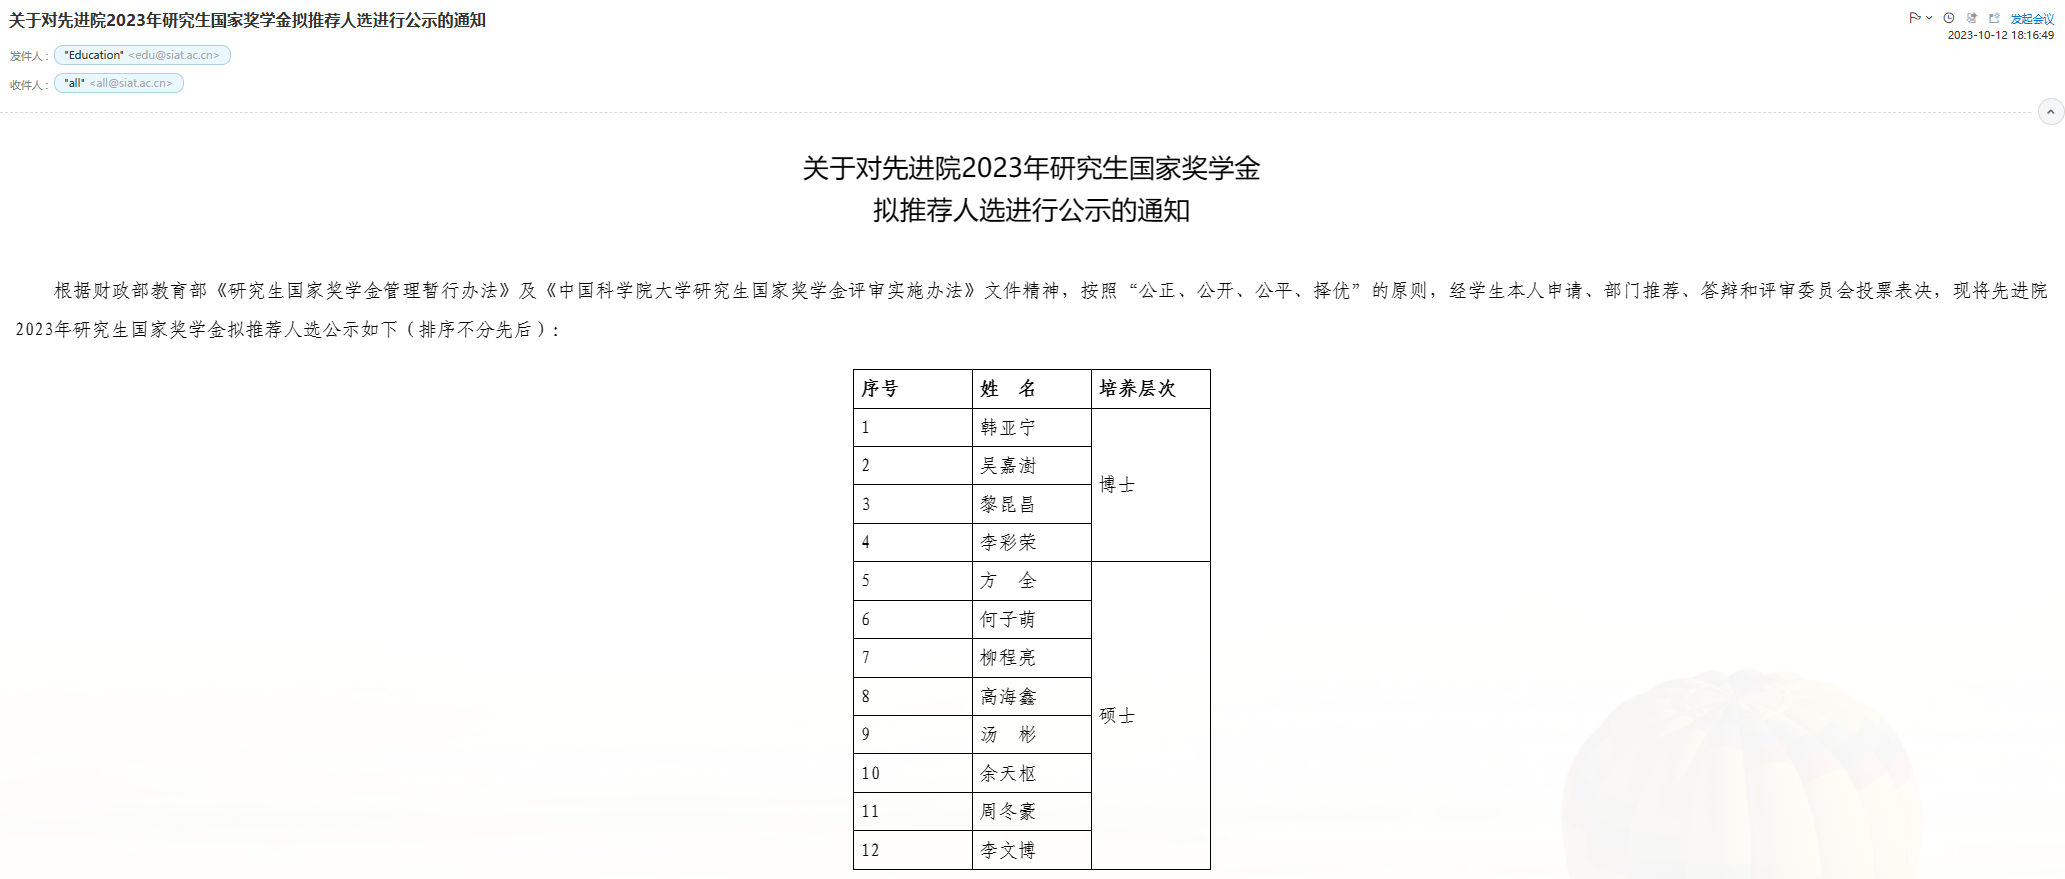 关于对先进院2023年研究生国家奖学金拟推荐人选进行公示的通知
发起会议
2023-10-12 18:16:49
发件人： "Education" <edu@siat.ac.cn>
收件人： "all" <all@siat.ac.cn>
关于对先进院2023年研究生国家奖学金
拟推荐人选进行公示的通知
根据财政部教育部《研究生国家奖学金管理暂行办法》及《中国科学院大学研究生国家奖学金评审实施办法》文件精神，按照“公正、公开、公平、择优”的原则，经学生本人申请、部门推荐、答辩和评审委员会投票表决，现将先进院
2023年研究生国家奖学金拟推荐人选公示如下（排序不分先后）：
序号 姓　名 培养层次
1 韩亚宁
2 吴嘉澍
博士
3 黎昆昌
4 李彩荣
5 方　全
6 何子萌
7 柳程亮
8 高海鑫
硕士
9 汤　彬
10 余天枢
11 周冬豪
12 李文博